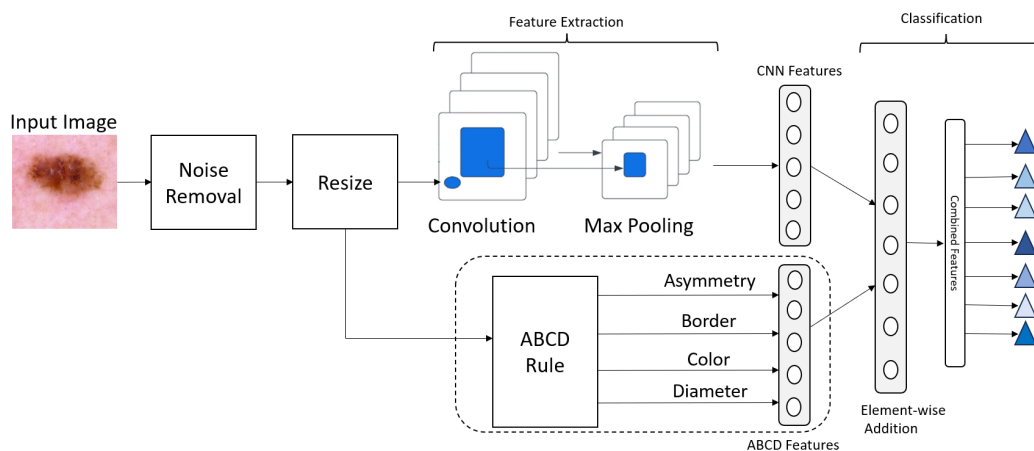 Feature Extraction
Classification
CNN Features
Input Image
Noise
Removal
Resize
Convolution
Max Pooling
Combined Features
ABCD
Rule
Asymmetry
Border
Color
Diameter
ABCD Features
Element-wise
Addition